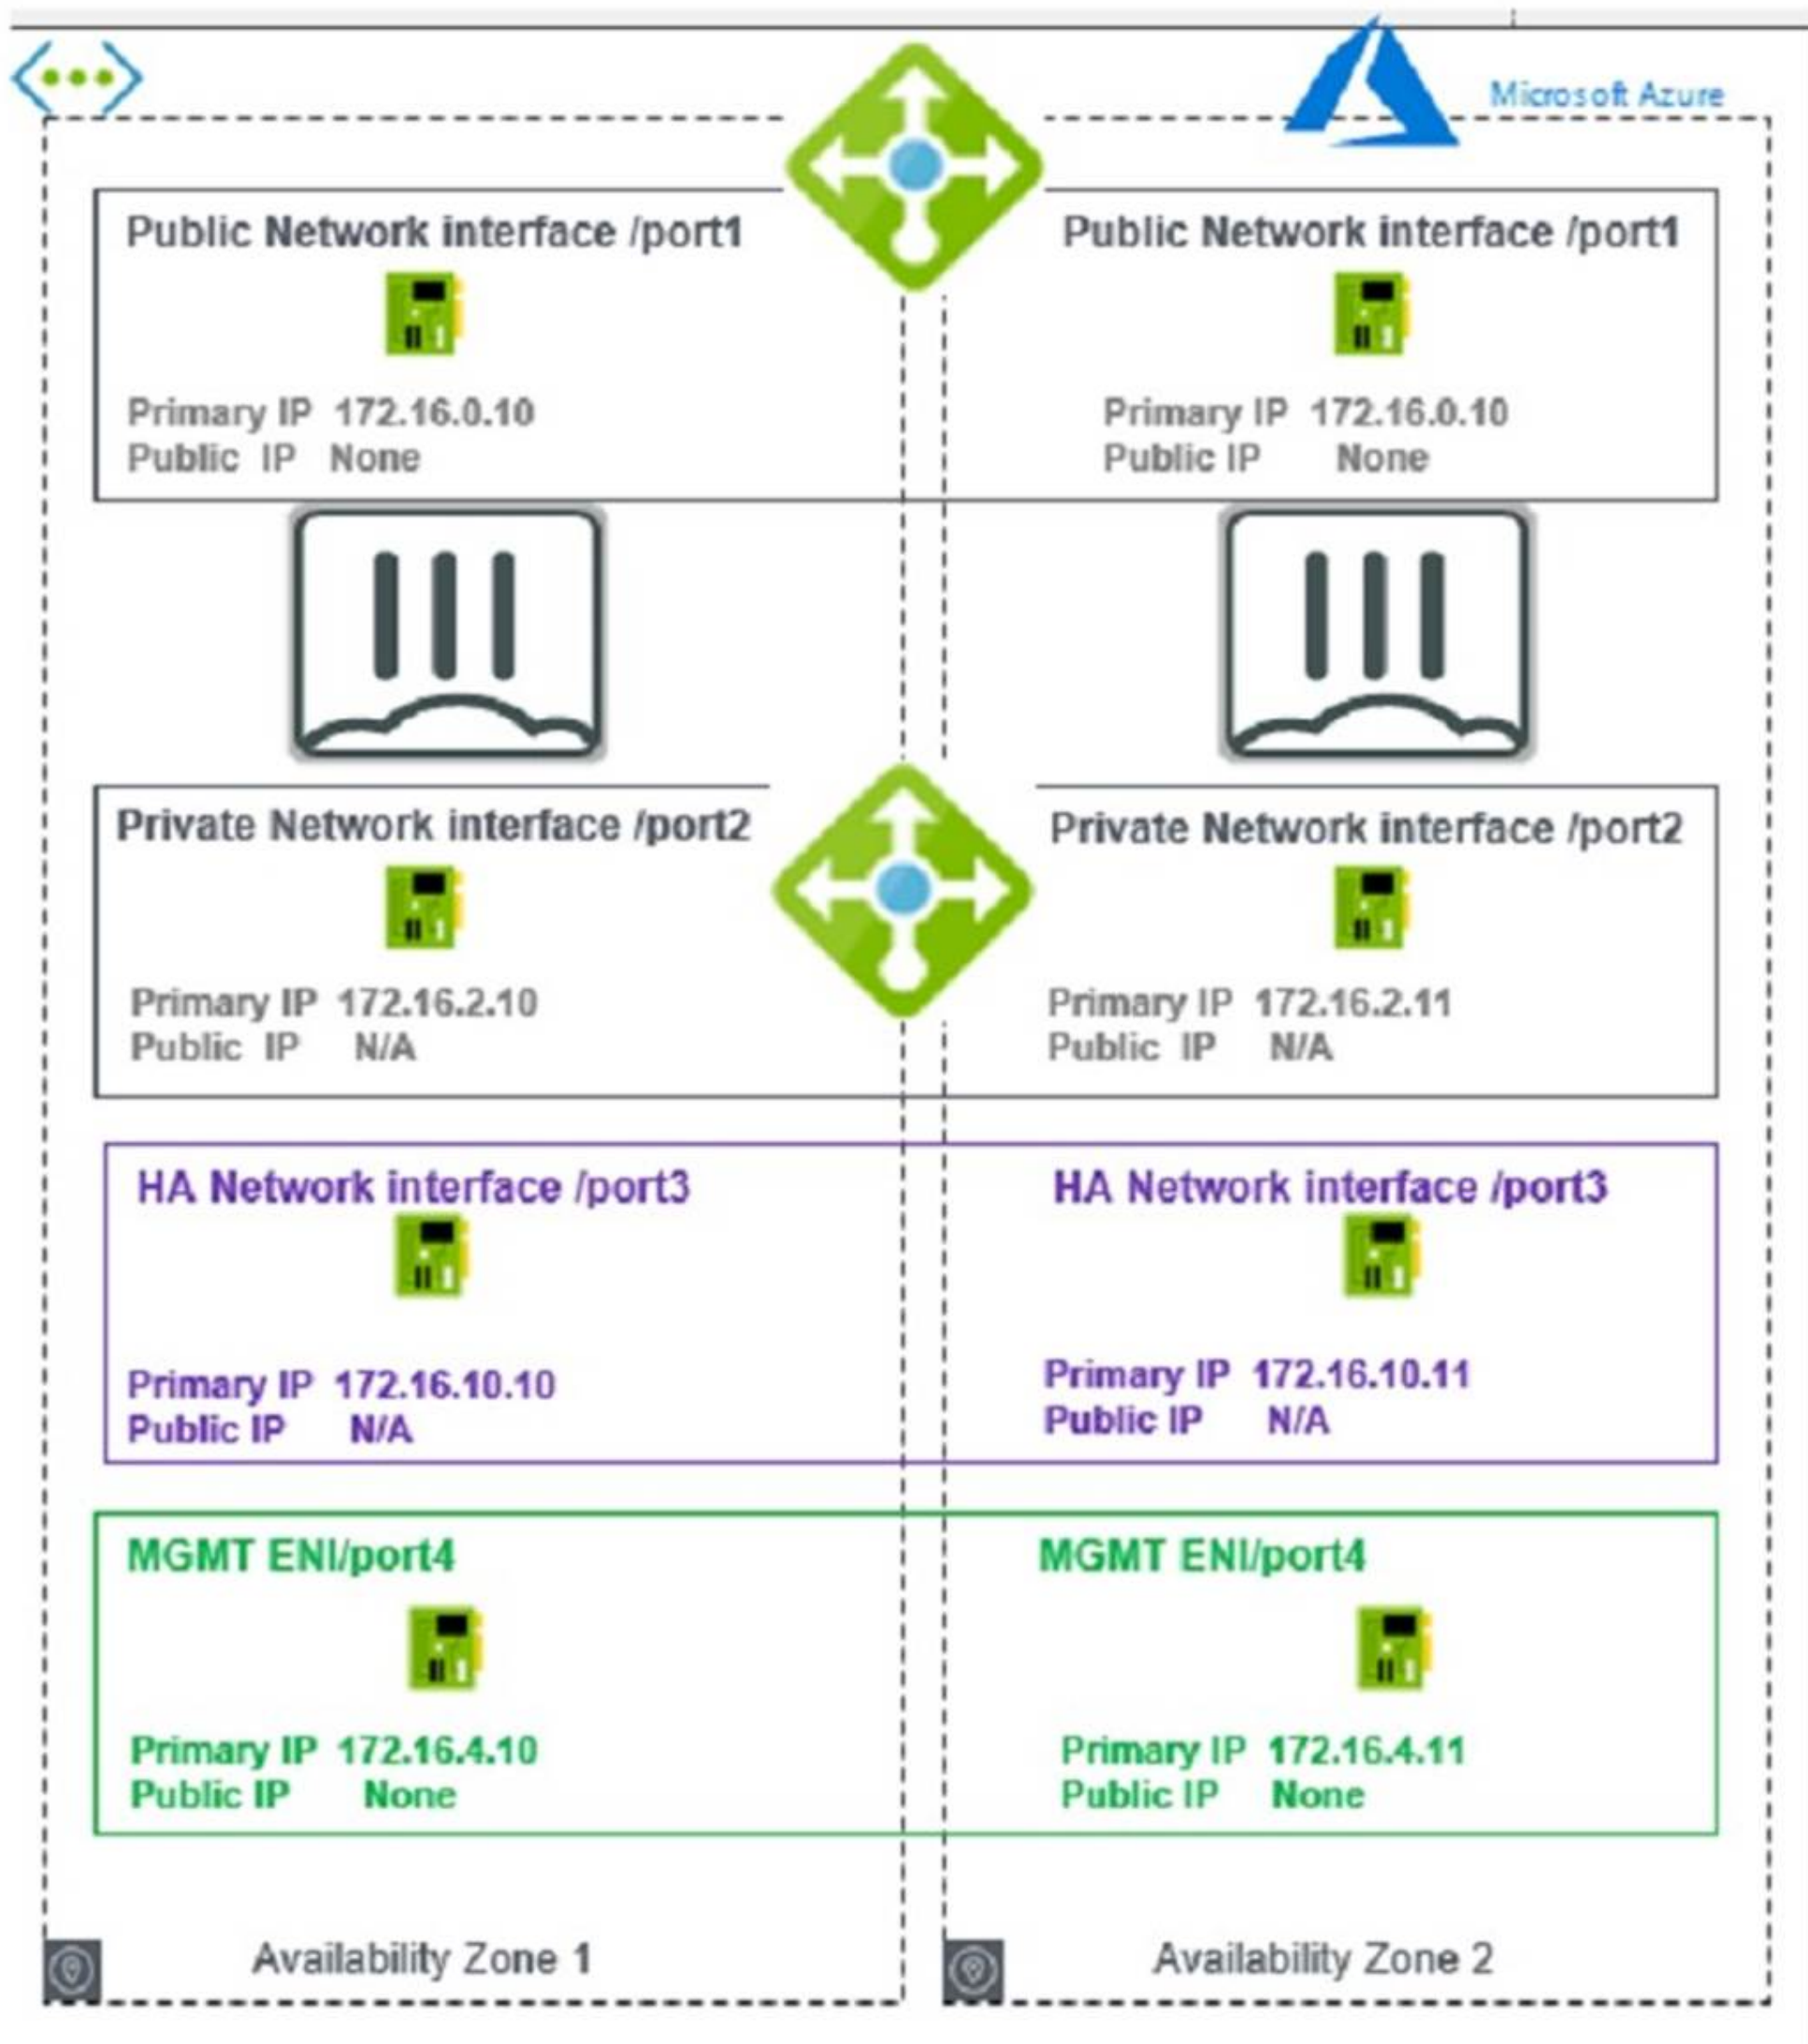 Microsoft Azure
Public Network interface /port1
Primary IP 172.16.0.10
Public IP None
Public Network interface /port1
Primary IP 172.16.0.10
Public IP None
Private Network interface /port2
Primary IP 172.16.2.10
Public IP N/A
Private Network interface /port2
Primary IP 172.16.2.11
Public IP N/A
HA Network interface /port3
Primary IP 172.16.10.10
Public IP N/A
HA Network interface /port3
Primary IP 172.16.10.11
Public IP N/A
MGMT ENI/port4
Primary IP 172.16.4.10
Public IP None
MGMT ENI/port4
Primary IP 172.16.4.11
Public IP None
Availability Zone 1
Availability Zone 2